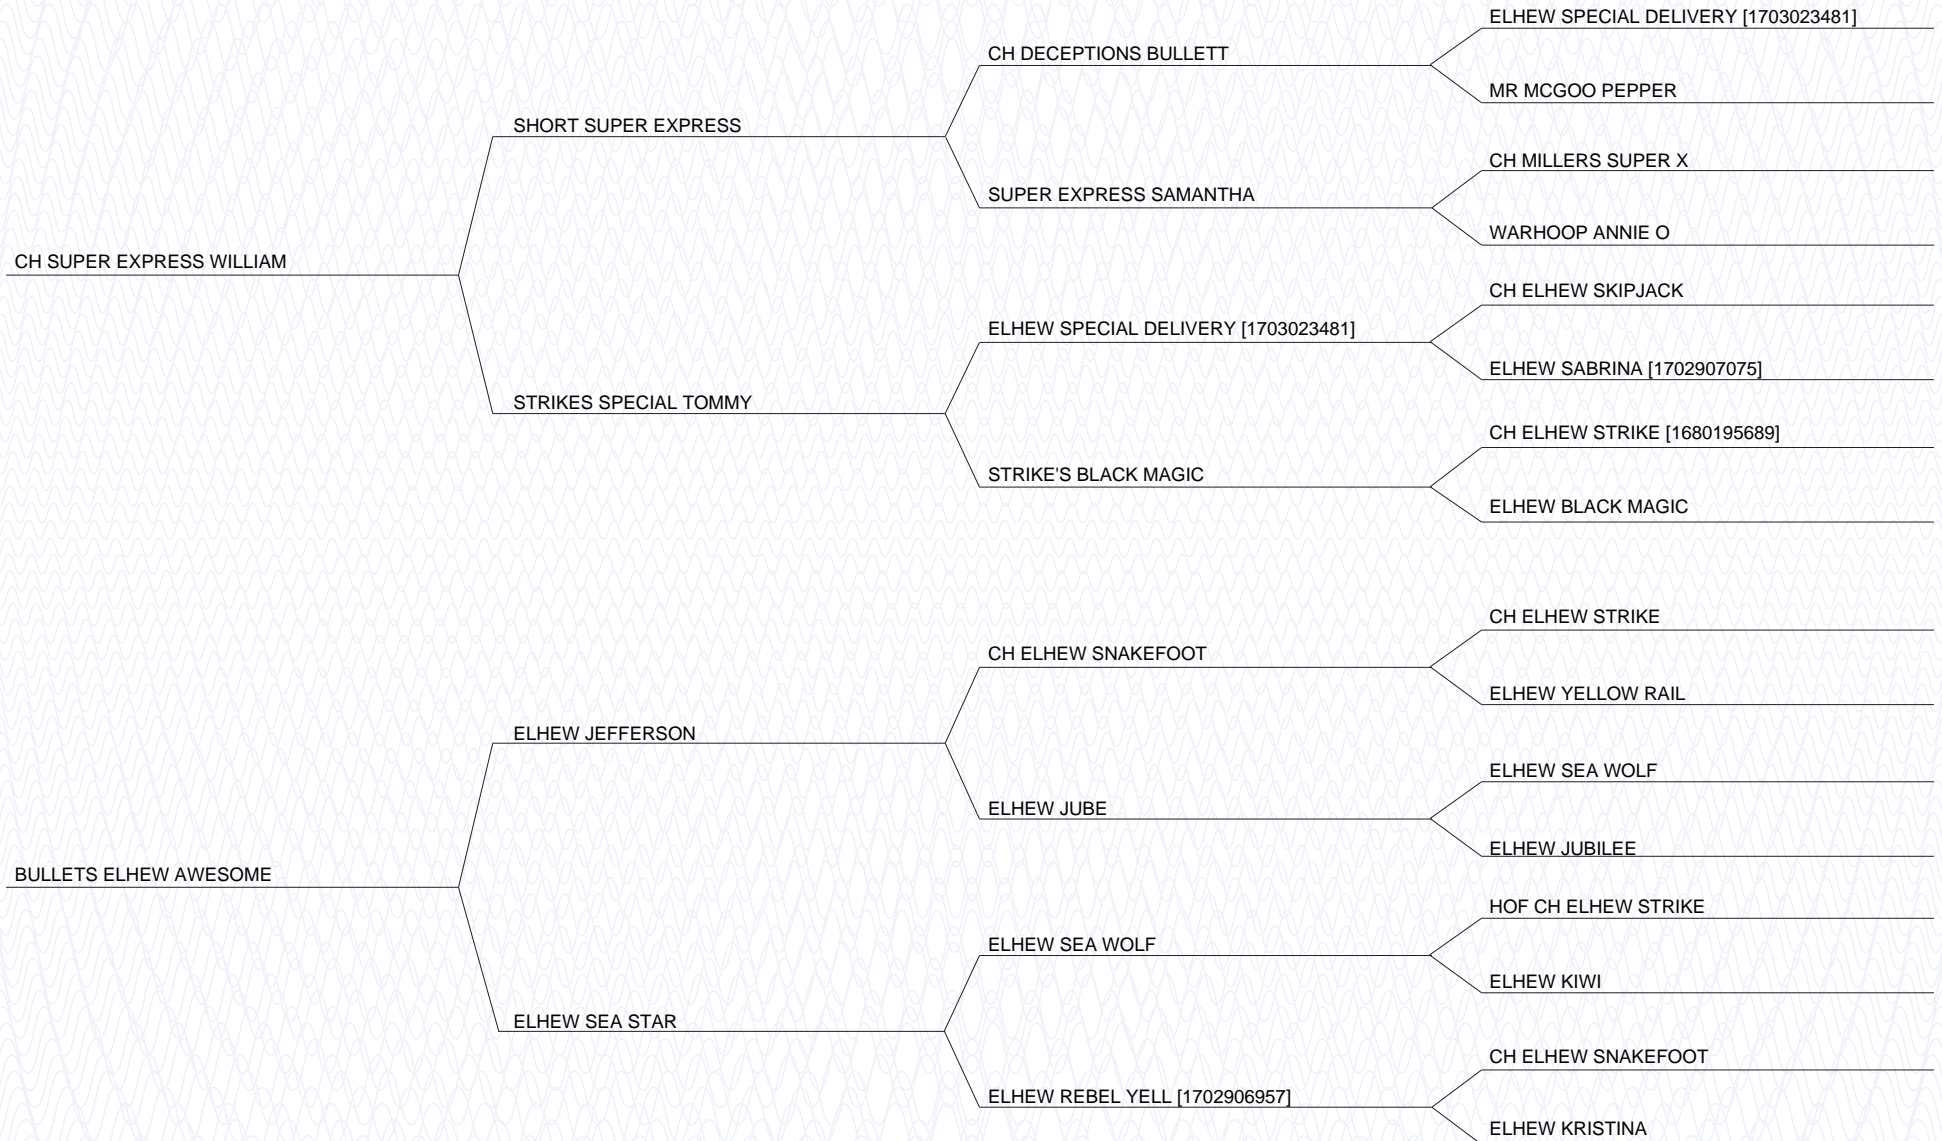 ELHEW SPECIAL DELIVERY [1703023481]
CH DECEPTIONS BULLETT
MR MCGOO PEPPER
SHORT SUPER EXPRESS
CH MILLERS SUPER X
SUPER EXPRESS SAMANTHA
WARHOOP ANNIE O
CH SUPER EXPRESS WILLIAM
CH ELHEW SKIPJACK
ELHEW SPECIAL DELIVERY [1703023481]
ELHEW SABRINA [1702907075]
STRIKES SPECIAL TOMMY
CH ELHEW STRIKE [1680195689]
STRIKE'S BLACK MAGIC
ELHEW BLACK MAGIC
CH ELHEW STRIKE
CH ELHEW SNAKEFOOT
ELHEW YELLOW RAIL
ELHEW JEFFERSON
ELHEW SEA WOLF
ELHEW JUBE
ELHEW JUBILEE
BULLETS ELHEW AWESOME
HOF CH ELHEW STRIKE
ELHEW SEA WOLF
ELHEW KIWI
ELHEW SEA STAR
CH ELHEW SNAKEFOOT
ELHEW REBEL YELL [1702906957]
ELHEW KRISTINA